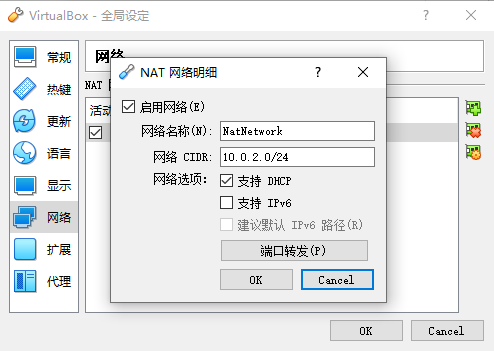 VirtualBox - 全局设定
常规
热键
更新
语言
显示
网络
扩展
代理
网络
NAT
活动
NAT 网络明细
启用网络(E)
网络名称(N): NatNetwork
网络 CIDR: 10.0.2.0/24
网络选项: 支持 DHCP
支持 IPv6
建议默认 IPv6 路径(R)
端口转发(P)
OK Cancel
OK Cancel